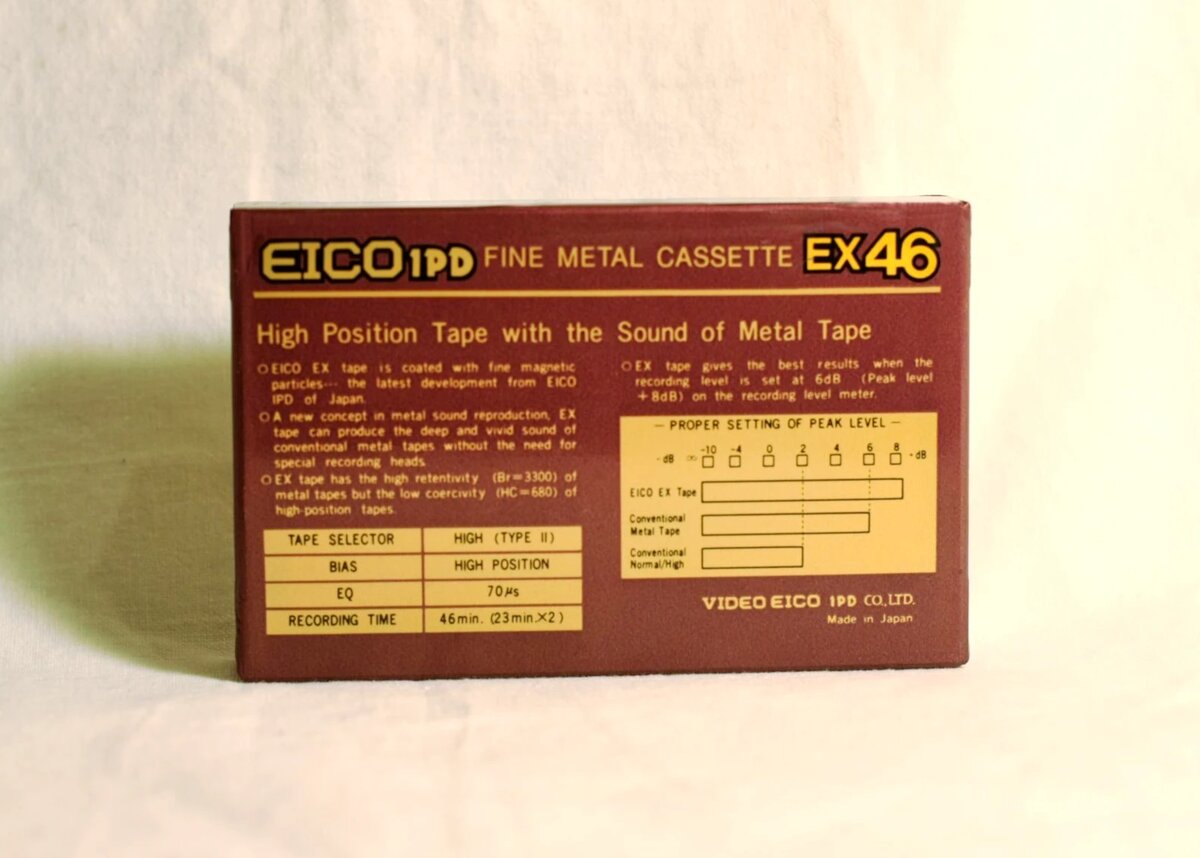 EICO IPD FINE METAL CASSETTE EX46
High Position Tape with the Sound of Metal Tape
○ EICO EX tape is coated with fine magnetic
particles--- the latest development from EICO
IPD of Japan.
○ A new concept in metal sound reproduction, EX
tape can produce the deep and vivid sound of
conventional metal tapes without the need for
special recording heads.
○ EX tape has the high retentivity (Br=3300) of
metal tapes but the low coercivity (HC=680) of
high-position tapes.
TAPE SELECTOR HIGH (TYPE II)
BIAS HIGH POSITION
EQ 70μs
RECORDING TIME 46min. (23min.×2)
○ EX tape gives the best results when the
recording level is set at 6dB (Peak level
+8dB) on the recording level meter.
— PROPER SETTING OF PEAK LEVEL —
-10 -4 0 2 4 6 8
-dB ∞ +dB
EICO EX Tape
Conventional
Metal Tape
Conventional
Normal/High
VIDEO EICO IPD CO.,LTD.
Made in Japan